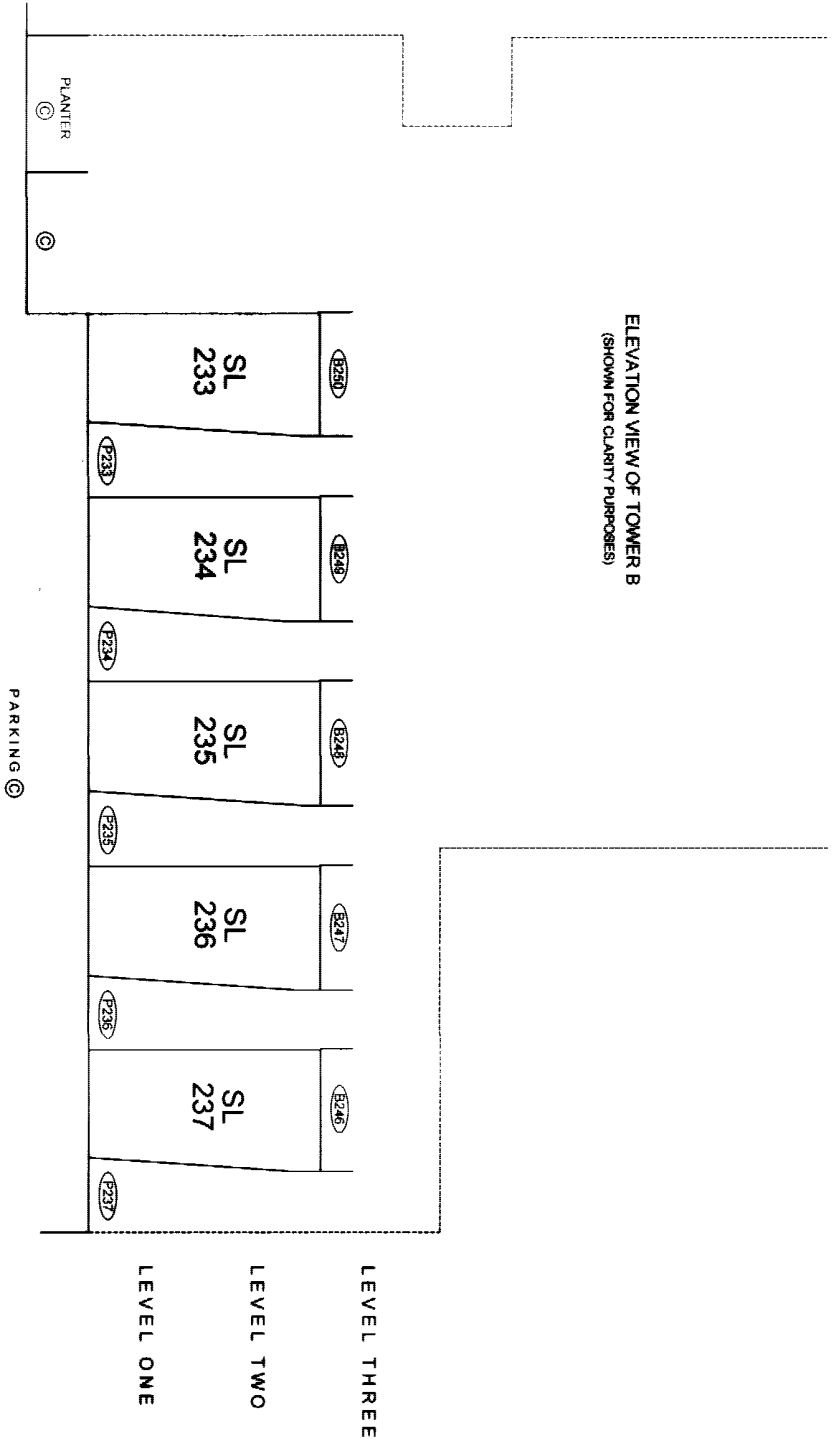 ELEVATION VIEW OF TOWER B
(SHOWN FOR CLARITY PURPOSES)
LEVEL THREE
LEVEL TWO
LEVEL ONE
B250
B249
B248
B247
B246
SL
233
SL
234
SL
235
SL
236
SL
237
P233
P234
P235
P236
P237
PLANTER
©
©
PARKING ©